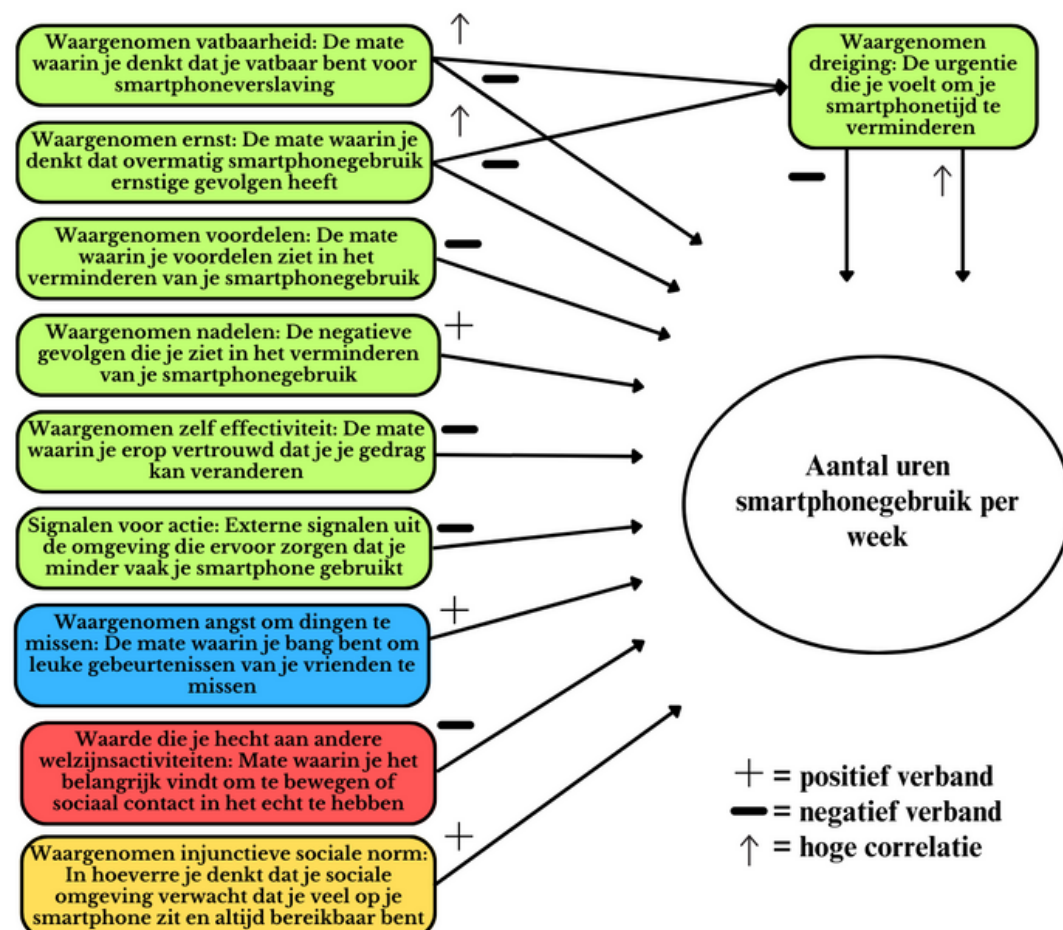 Waargenomen vatbaarheid: De mate
waarin je denkt dat je vatbaar bent voor
smartphoneverslaving
Waargenomen ernst: De mate waarin je
denkt dat overmatig smartphonegebruik
ernstige gevolgen heeft
Waargenomen voordelen: De mate
waarin je voordelen ziet in het
verminderen van je smartphonegebruik
Waargenomen nadelen: De negatieve
gevolgen die je ziet in het verminderen
van je smartphonegebruik
Waargenomen zelf effectiviteit: De mate
waarin je erop vertrouwd dat je je gedrag
kan veranderen
Signalen voor actie: Externe signalen uit
de omgeving die ervoor zorgen dat je
minder vaak je smartphone gebruikt
Waargenomen angst om dingen te
missen: De mate waarin je bang bent om
leuke gebeurtenissen van je vrienden te
missen
Waarde die je hecht aan andere
welzijnsactiviteiten: Mate waarin je het
belangrijk vindt om te bewegen of
sociaal contact in het echt te hebben
Waargenomen injunctieve sociale norm:
In hoeverre je denkt dat je sociale
omgeving verwacht dat je veel op je
smartphone zit en altijd bereikbaar bent
Waargenomen
dreiging: De urgentie
die je voelt om je
smartphonetijd te
verminderen
Aantal uren
smartphonegebruik per
week
+ = positief verband
− = negatief verband
↑ = hoge correlatie